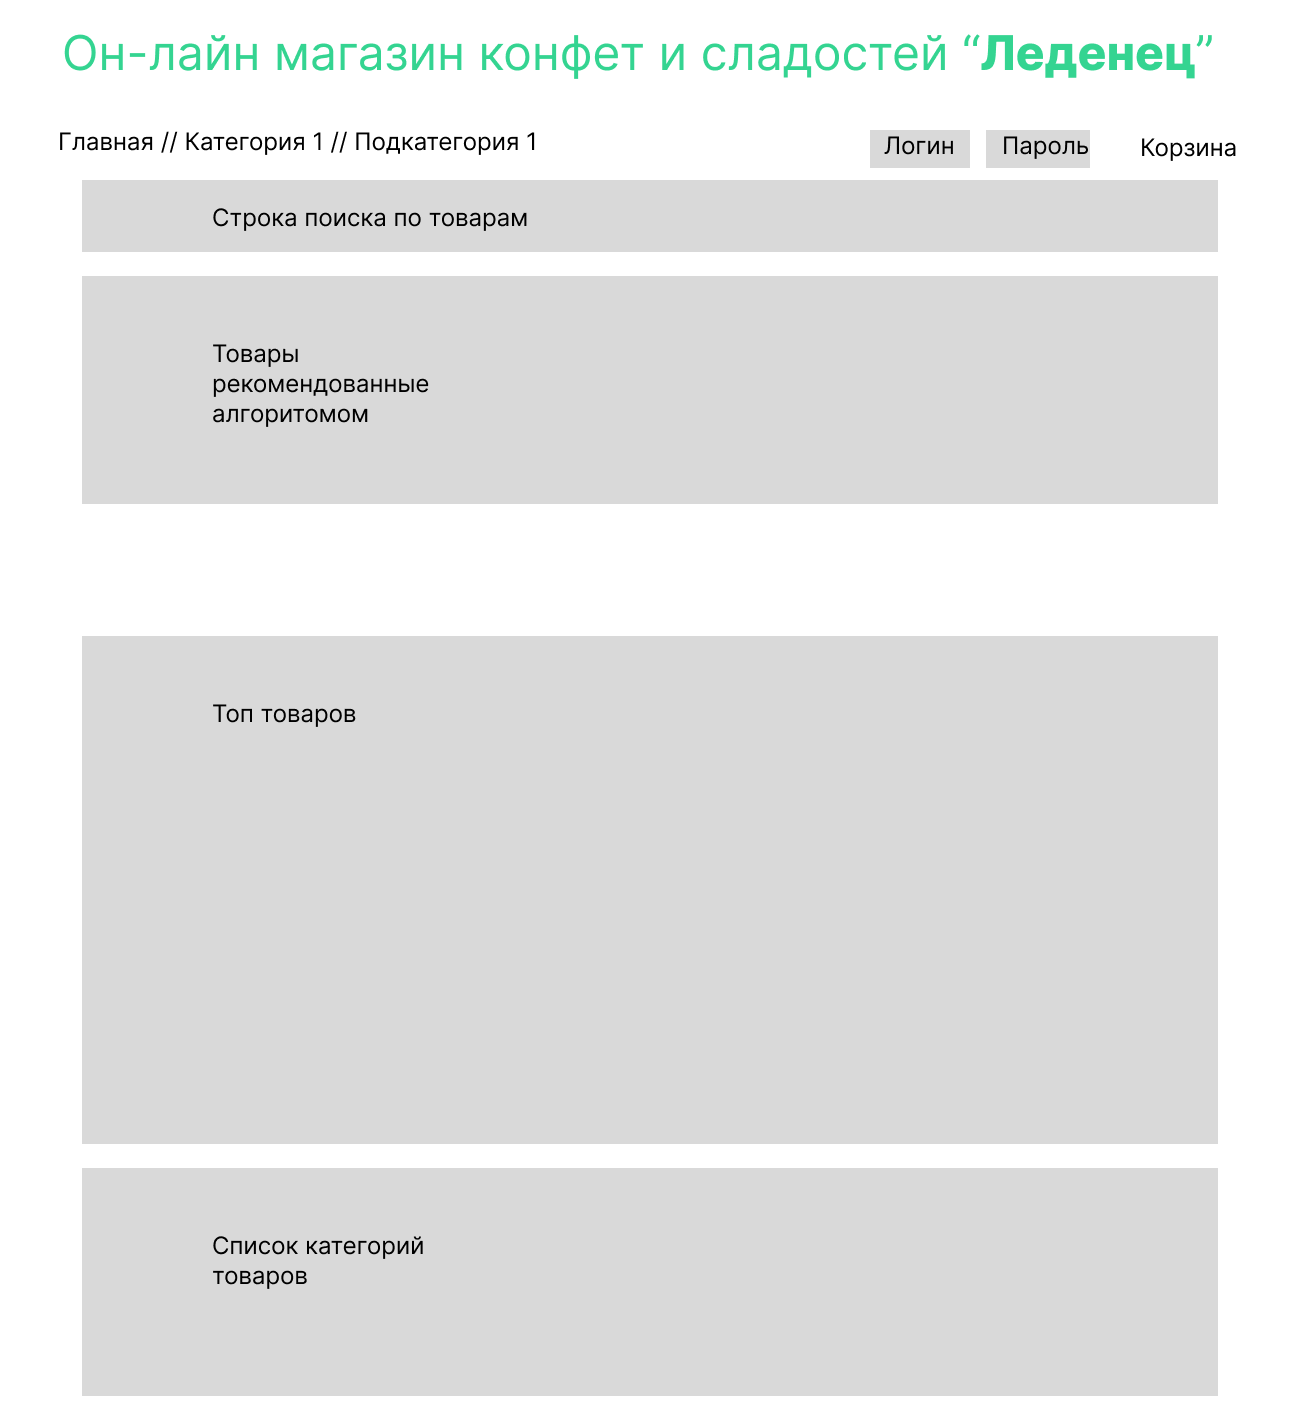 Он-лайн магазин конфет и сладостей “Леденец”
Главная // Категория 1 // Подкатегория 1
Логин
Пароль
Корзина
Строка поиска по товарам
Товары
рекомендованные
алгоритомом
Топ товаров
Список категорий
товаров